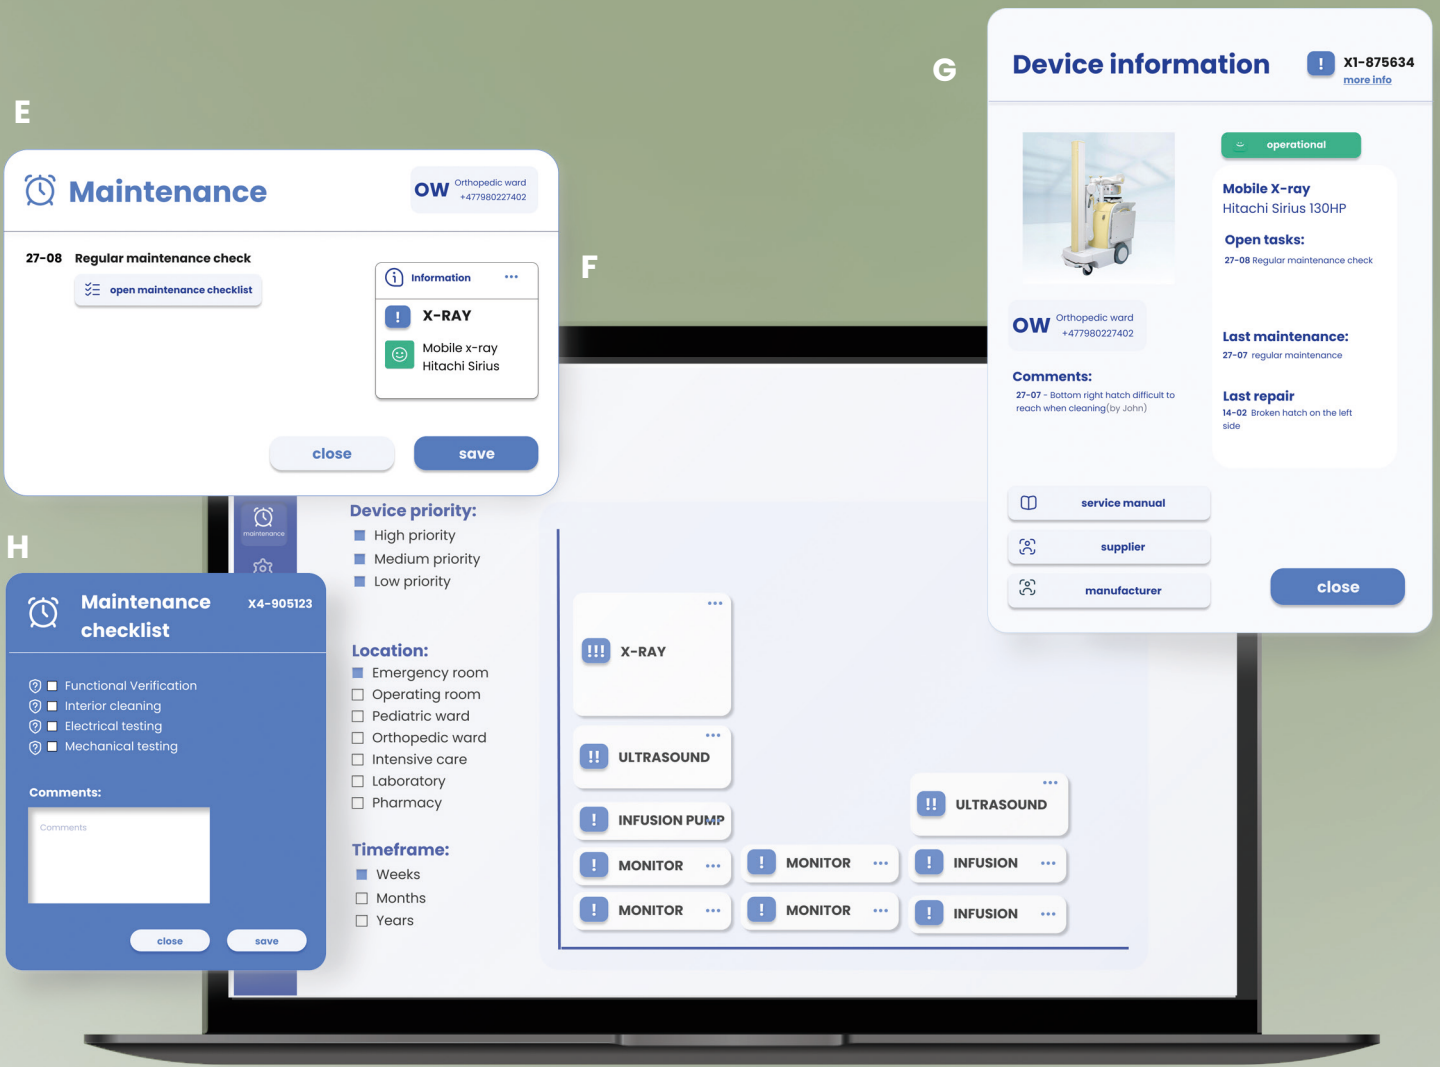 E
Maintenance
OW
Orthopedic ward
+477980227402
27-08 Regular maintenance check
open maintenance checklist
Information
! X-RAY
Mobile x-ray
Hitachi Sirius
close
save
F
G
Device information
! X1-875634
more info
operational
Mobile X-ray
Hitachi Sirius 130HP
Open tasks:
27-08 Regular maintenance check
OW
Orthopedic ward
+477980227402
Last maintenance:
27-07 regular maintenance
Comments:
27-07 - Bottom right hatch difficult to
reach when cleaning(by John)
Last repair
14-02 Broken hatch on the left
side
service manual
supplier
manufacturer
close
H
Maintenance
checklist
X4-905123
Functional Verification
Interior cleaning
Electrical testing
Mechanical testing
Comments:
Comments
close
save
maintenance
Device priority:
High priority
Medium priority
Low priority
Location:
Emergency room
Operating room
Pediatric ward
Orthopedic ward
Intensive care
Laboratory
Pharmacy
Timeframe:
Weeks
Months
Years
!!! X-RAY
!! ULTRASOUND
! INFUSION PUMP
! MONITOR
! MONITOR
! MONITOR
! MONITOR
!! ULTRASOUND
! INFUSION
! INFUSION